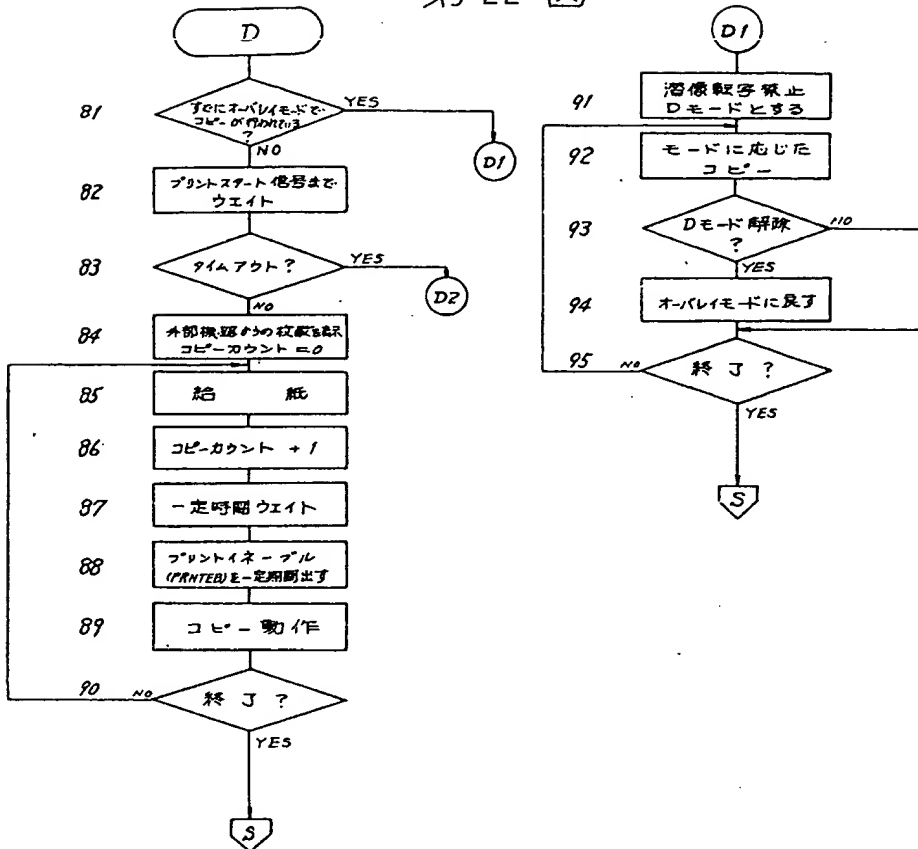 第22図
D
81
すでにオーバレイモードで
コピーが行われている
?
YES
NO
D1
82
プリントスタート信号まで
ウエイト
83
タイムアウト?
YES
NO
D2
84
外部機器からの枚数を表示
コピーカウント=0
85
給 紙
86
コピーカウント +1
87
一定時間ウェイト
88
プリントイネーブル
(PRNTEB)を一定期間出す
89
コピー動作
90
NO
終了?
YES
S
D1
91
潜像転写禁止
Dモードとする
92
モードに応じた
コピー
93
Dモード解除
?
NO
YES
94
オーバレイモードに戻す
95
NO
終了?
YES
S